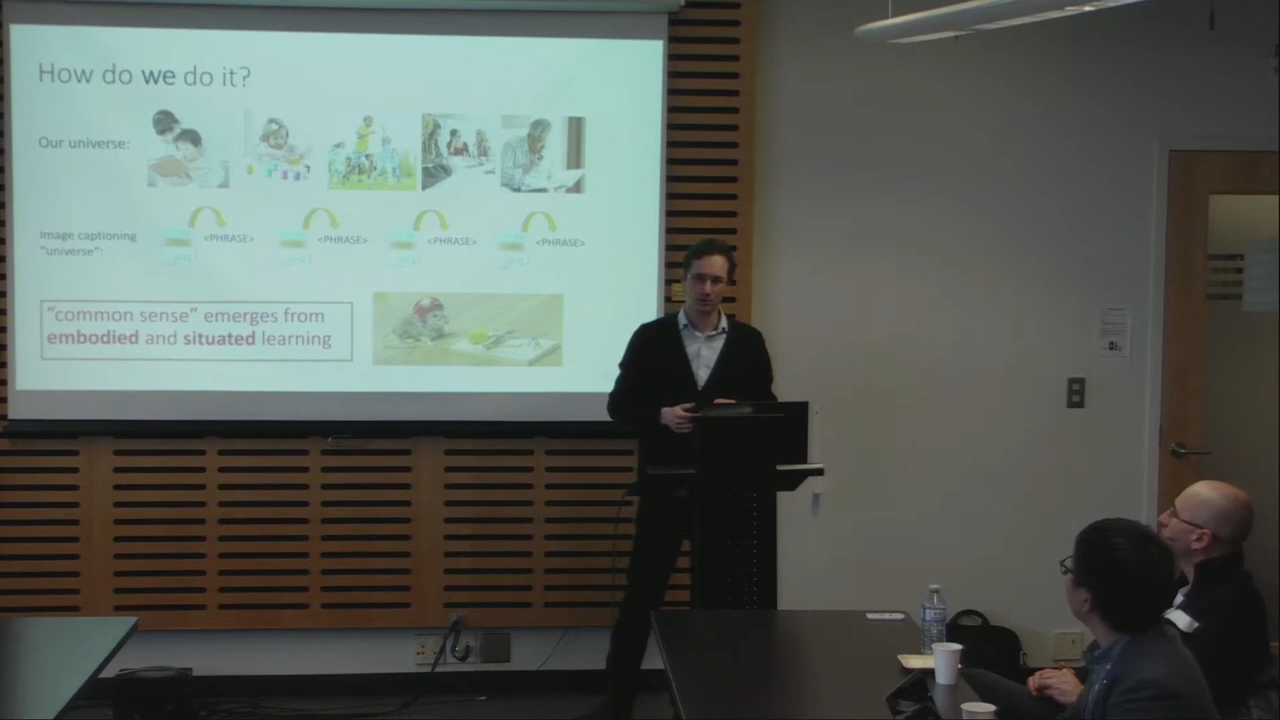 How do we do it?
Our universe:
Image captioning
"universe":
<PHRASE> <PHRASE> <PHRASE> <PHRASE>
"common sense" emerges from
embodied and situated learning